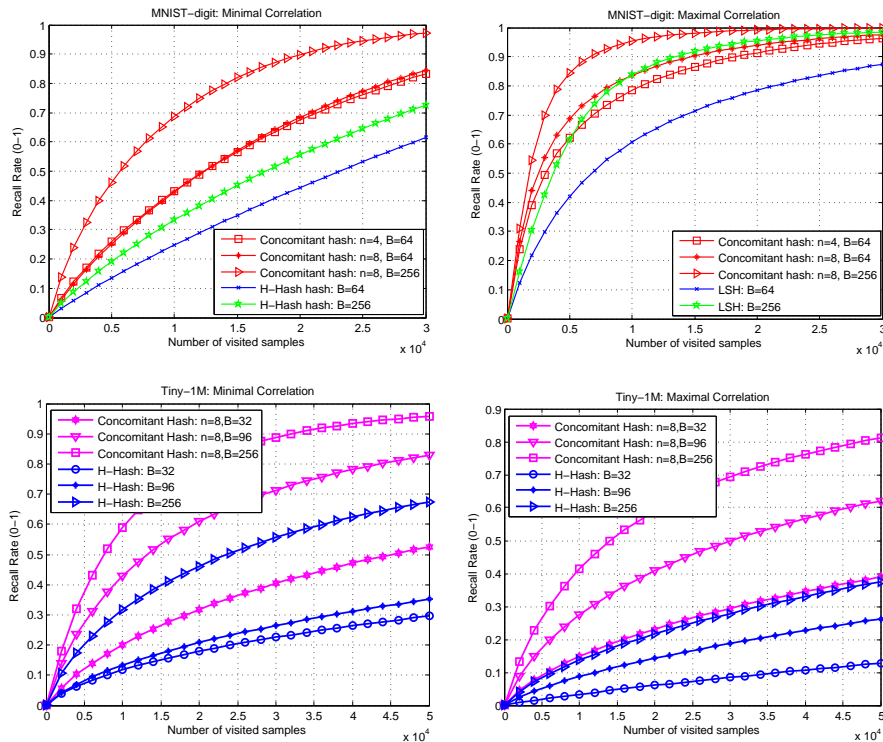 MNIST-digit: Minimal Correlation
1
0.9
0.8
0.7
0.6
0.5
0.4
0.3
0.2
0.1
0
Recall Rate (0-1)
Concomitant hash: n=4, B=64
Concomitant hash: n=8, B=64
Concomitant hash: n=8, B=256
H-Hash hash: B=64
H-Hash hash: B=256
0 0.5 1 1.5 2 2.5 3
Number of visited samples
x 10^4
MNIST-digit: Maximal Correlation
1
0.9
0.8
0.7
0.6
0.5
0.4
0.3
0.2
0.1
0
Recall Rate (0-1)
Concomitant hash: n=4, B=64
Concomitant hash: n=8, B=64
Concomitant hash: n=8, B=256
LSH: B=64
LSH: B=256
0 0.5 1 1.5 2 2.5 3
Number of visited samples
x 10^4
Tiny-1M: Minimal Correlation
1
0.9
0.8
0.7
0.6
0.5
0.4
0.3
0.2
0.1
0
Recall Rate (0-1)
Concomitant Hash: n=8,B=32
Concomitant Hash: n=8,B=96
Concomitant Hash: n=8,B=256
H-Hash: B=32
H-Hash: B=96
H-Hash: B=256
0 0.5 1 1.5 2 2.5 3 3.5 4 4.5 5
Number of visited samples
x 10^4
Tiny-1M: Maximal Correlation
0.9
0.8
0.7
0.6
0.5
0.4
0.3
0.2
0.1
0
Recall Rate (0-1)
Concomitant Hash: n=8,B=32
Concomitant Hash: n=8,B=96
Concomitant Hash: n=8,B=256
H-Hash: B=32
H-Hash: B=96
H-Hash: B=256
0 0.5 1 1.5 2 2.5 3 3.5 4 4.5 5
Number of visited samples
x 10^4